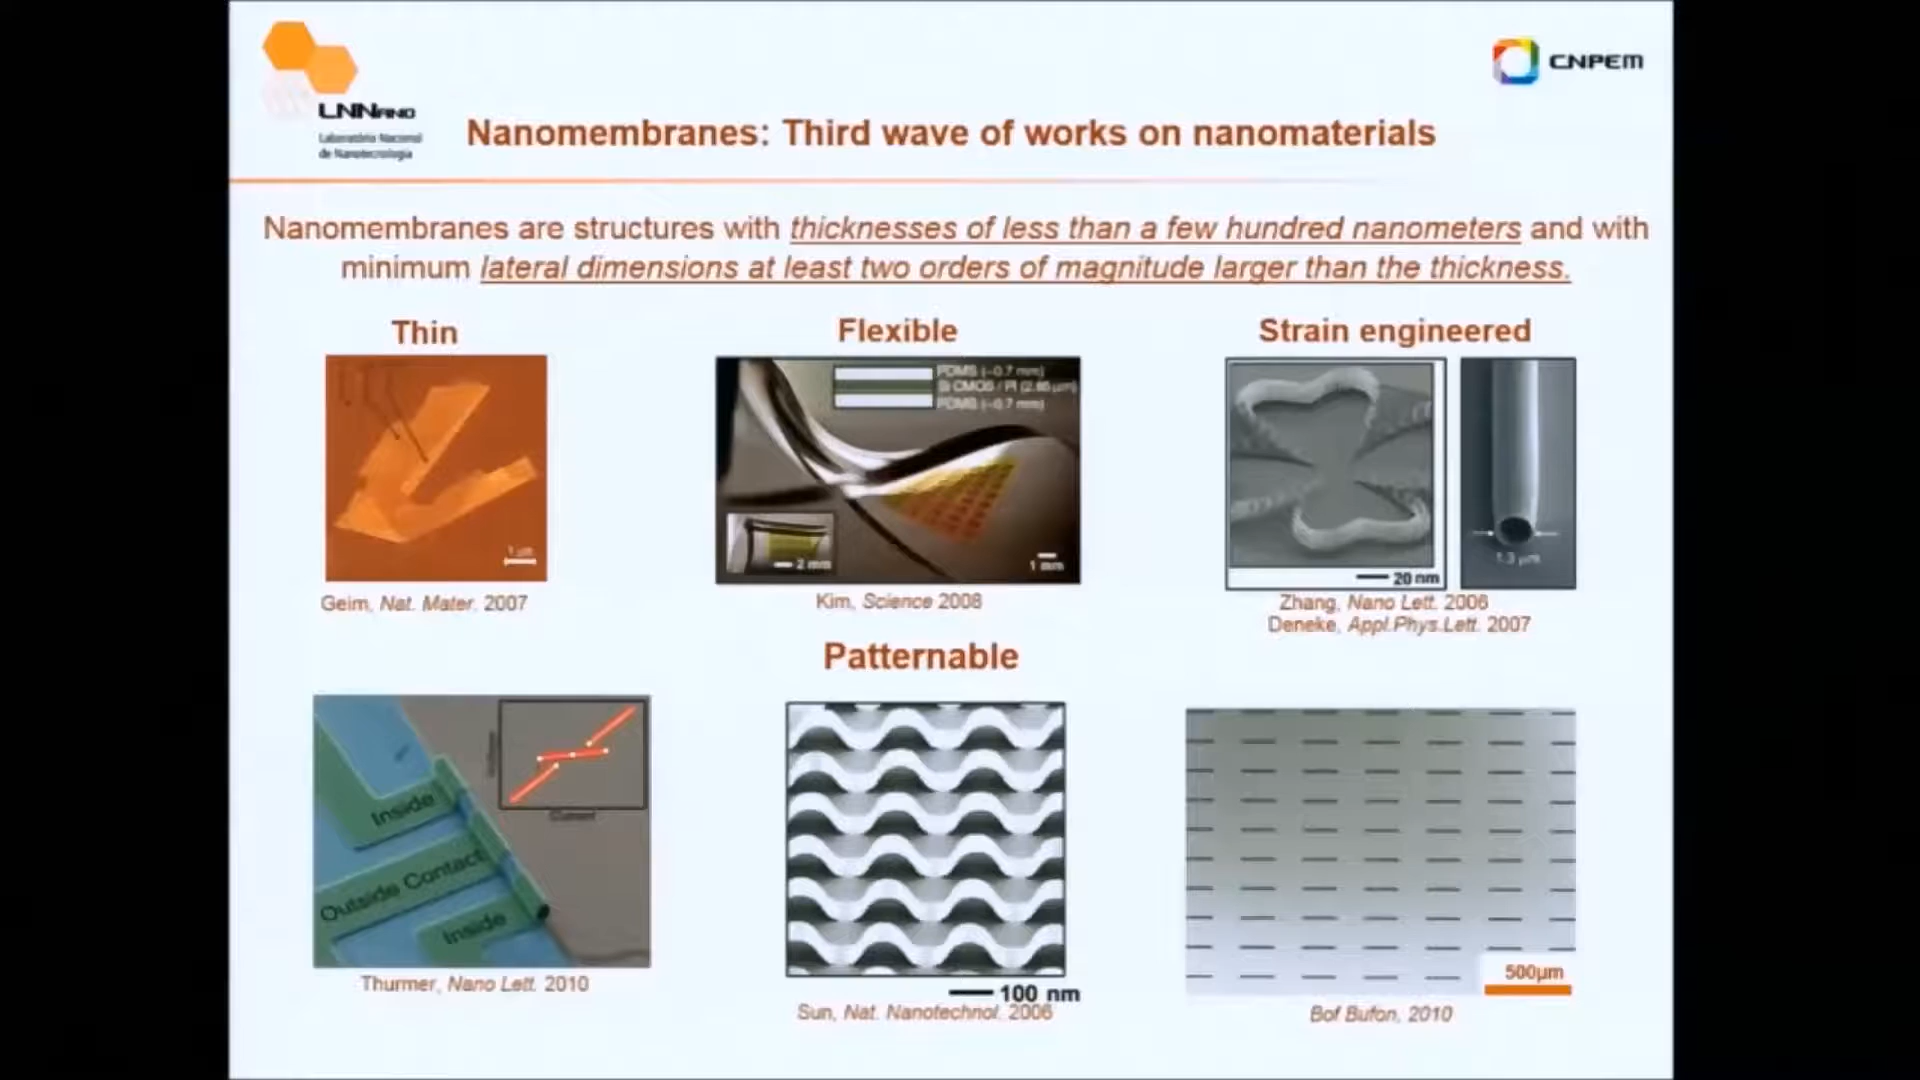 LNNANO
Laboratório Nacional
de Nanotecnologia
CNPEM
Nanomembranes: Third wave of works on nanomaterials
Nanomembranes are structures with thicknesses of less than a few hundred nanometers and with
minimum lateral dimensions at least two orders of magnitude larger than the thickness.
Thin
Flexible
Strain engineered
1 μm
PDMS (~0.7 mm)
Si CMOS / PI (2.85 μm)
PDMS (~0.7 mm)
2 mm
1 mm
20 nm
1.3 μm
Geim, Nat. Mater. 2007
Kim, Science 2008
Zhang, Nano Lett. 2006
Deneke, Appl.Phys.Lett. 2007
Patternable
Inside
Outside Contact
Inside
Current
Thurmer, Nano Lett. 2010
100 nm
Sun, Nat. Nanotechnol. 2006
500μm
Bof Bufon, 2010